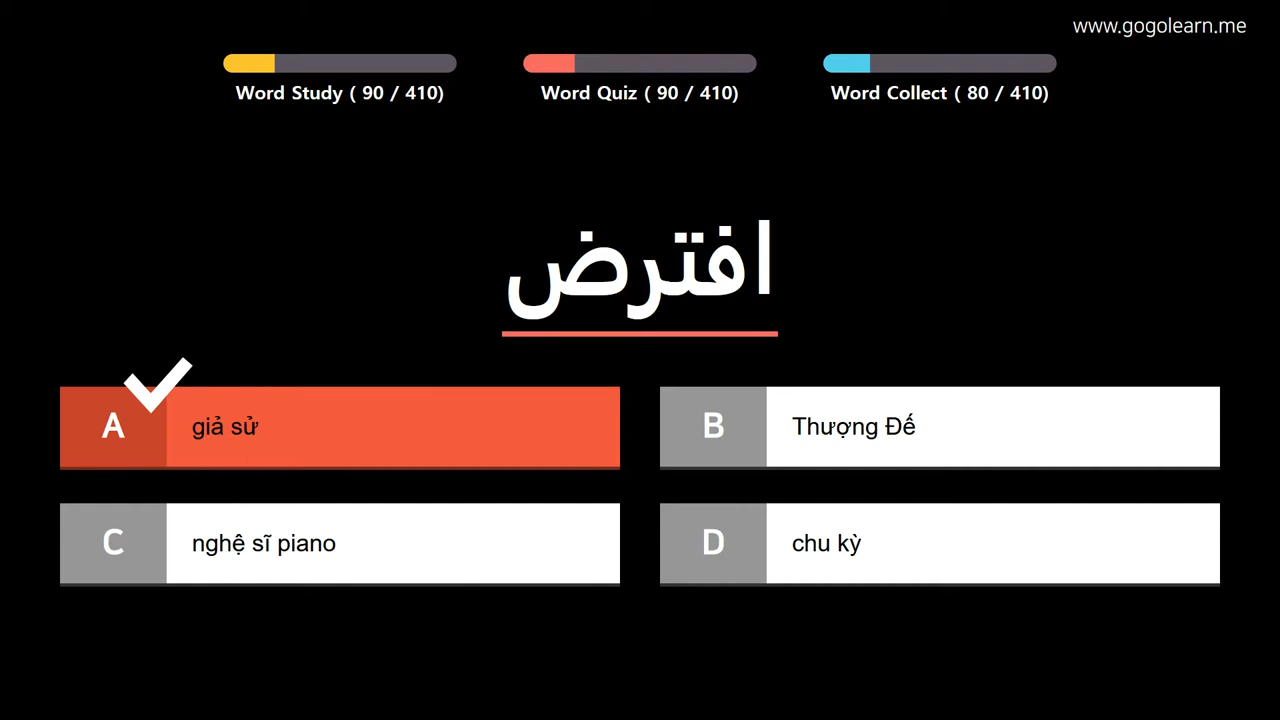 www.gogolearn.me
Word Study ( 90 / 410)
Word Quiz ( 90 / 410)
Word Collect ( 80 / 410)
افترض
A
giả sử
B
Thượng Đế
C
nghệ sĩ piano
D
chu kỳ